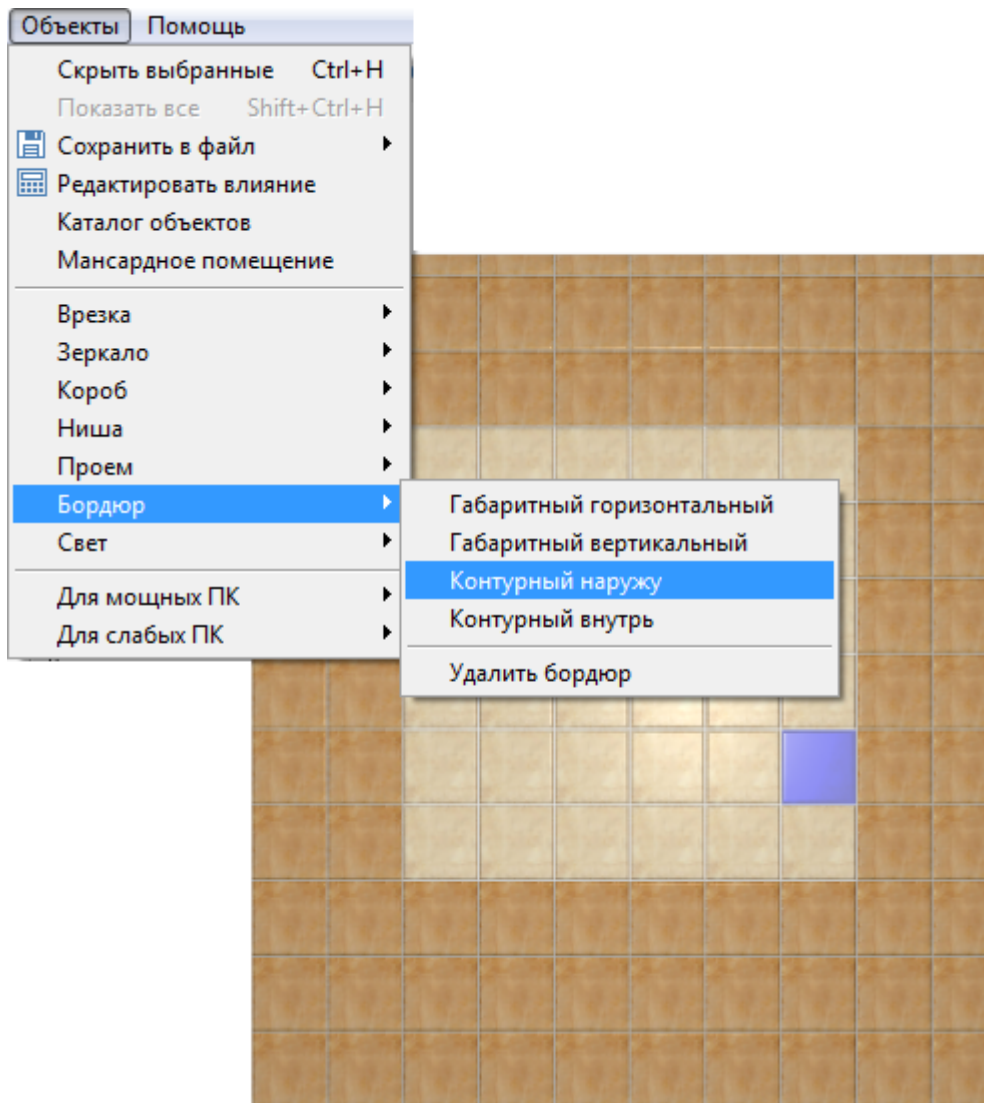 Объекты Помощь
Скрыть выбранные Ctrl+H
Показать все Shift+Ctrl+H
Сохранить в файл
Редактировать влияние
Каталог объектов
Мансардное помещение
Врезка
Зеркало
Короб
Ниша
Проем
Бордюр
Свет
Для мощных ПК
Для слабых ПК
Габаритный горизонтальный
Габаритный вертикальный
Контурный наружу
Контурный внутрь
Удалить бордюр